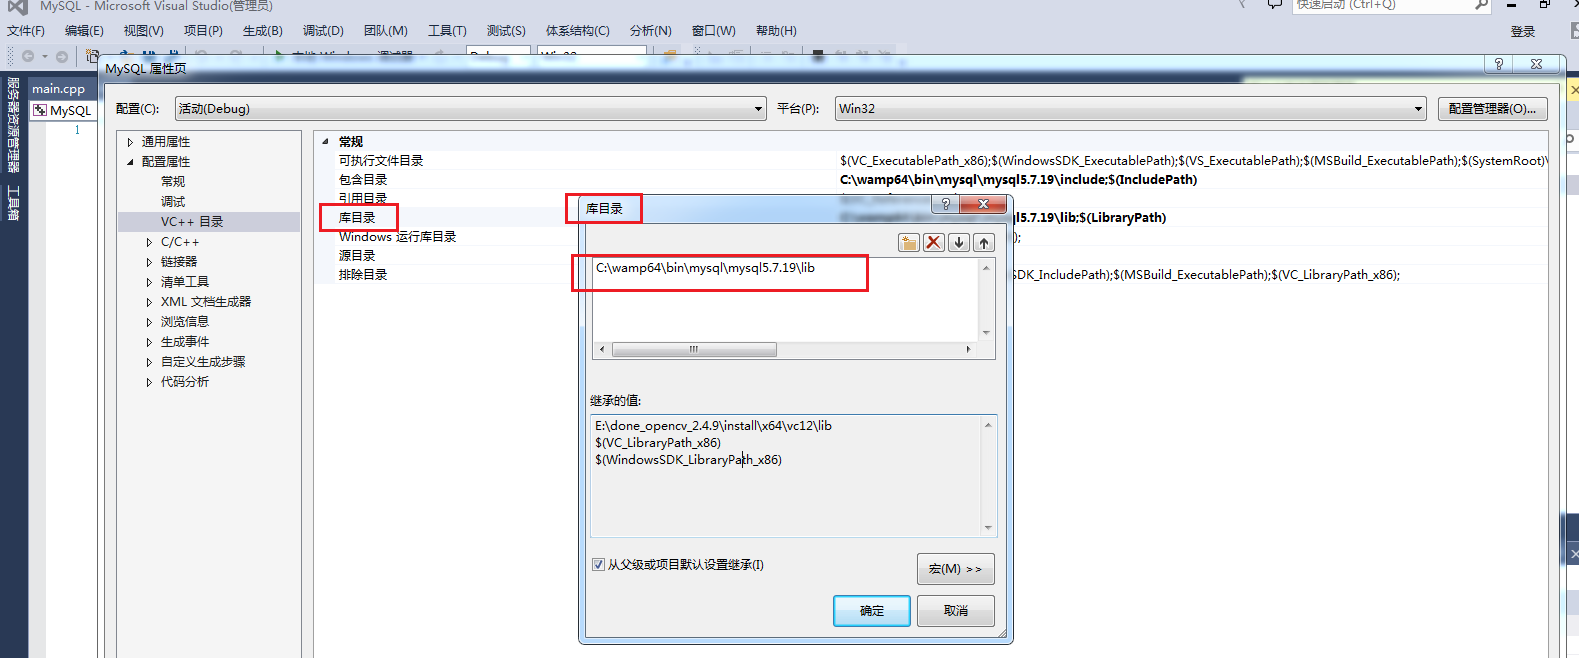 MySQL - Microsoft Visual Studio(管理员)
快速启动 (Ctrl+Q)
文件(F) 编辑(E) 视图(V) 项目(P) 生成(B) 调试(D) 团队(M) 工具(T) 测试(S) 体系结构(C) 分析(N) 窗口(W) 帮助(H)
登录
MySQL 属性页
服务器资源管理器
工具箱
main.cpp
MySQL
1
配置(C): 活动(Debug) 平台(P): Win32 配置管理器(O)...
通用属性
配置属性
常规
调试
VC++ 目录
C/C++
链接器
清单工具
XML 文档生成器
浏览信息
生成事件
自定义生成步骤
代码分析
常规
可执行文件目录 $(VC_ExecutablePath_x86);$(WindowsSDK_ExecutablePath);$(VS_ExecutablePath);$(MSBuild_ExecutablePath);$(SystemRoot)\
包含目录 C:\wamp64\bin\mysql\mysql5.7.19\include;$(IncludePath)
引用目录
库目录 l5.7.19\lib;$(LibraryPath)
Windows 运行库目录 );
源目录
排除目录 SDK_IncludePath);$(MSBuild_ExecutablePath);$(VC_LibraryPath_x86);
库目录
C:\wamp64\bin\mysql\mysql5.7.19\lib
继承的值:
E:\done_opencv_2.4.9\install\x64\vc12\lib
$(VC_LibraryPath_x86)
$(WindowsSDK_LibraryPath_x86)
从父级或项目默认设置继承(I)
宏(M) >>
确定 取消